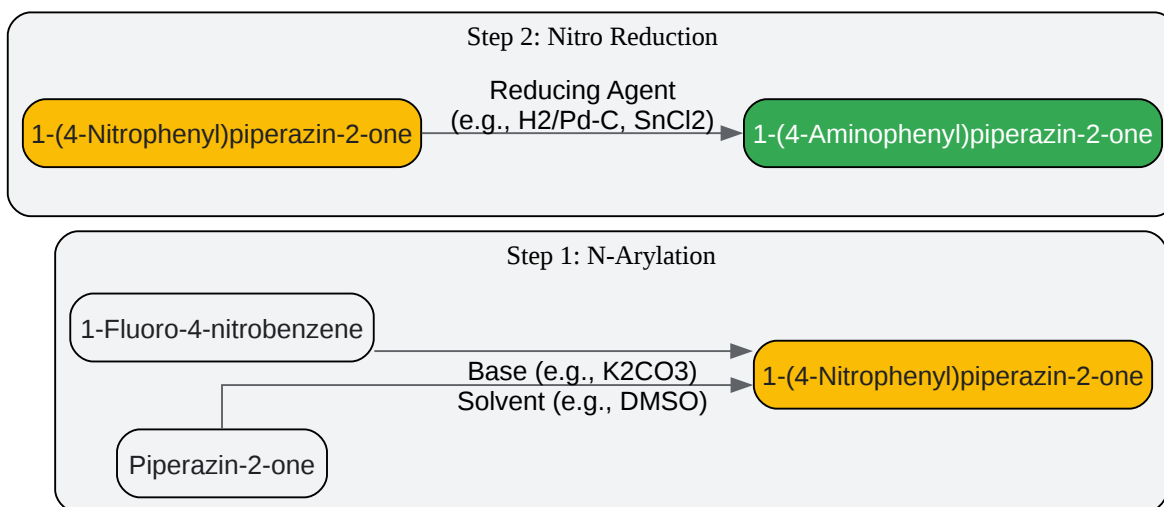 Step 2: Nitro Reduction
1-(4-Nitrophenyl)piperazin-2-one
Reducing Agent
(e.g., H2/Pd-C, SnCl2)
1-(4-Aminophenyl)piperazin-2-one
Step 1: N-Arylation
1-Fluoro-4-nitrobenzene
Base (e.g., K2CO3)
Solvent (e.g., DMSO)
1-(4-Nitrophenyl)piperazin-2-one
Piperazin-2-one